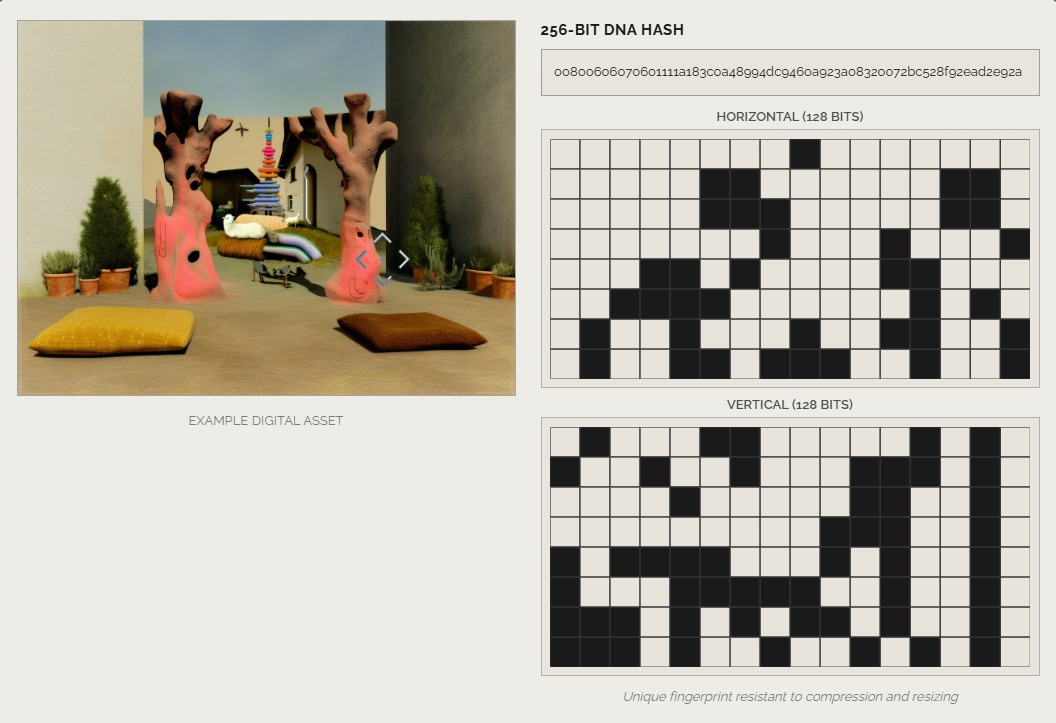 256-BIT DNA HASH
00800606070601111a183c0a48994dc9460a923a08320072bc528f92ead2e92a
HORIZONTAL (128 BITS)
EXAMPLE DIGITAL ASSET
VERTICAL (128 BITS)
Unique fingerprint resistant to compression and resizing